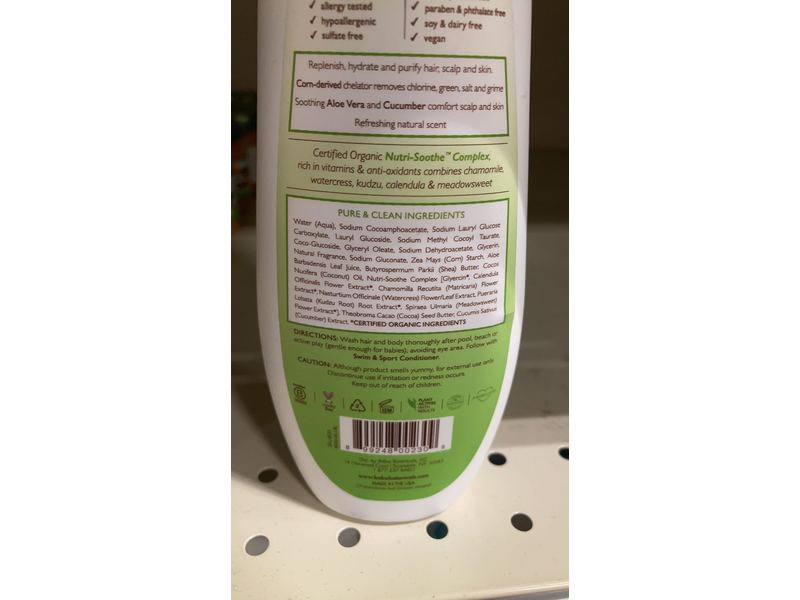 ✓ allergy tested
✓ hypoallergenic
✓ sulfate free
✓ paraben & phthalate free
✓ soy & dairy free
✓ vegan
Replenish, hydrate and purify hair, scalp and skin.
Corn-derived chelator removes chlorine, green, salt and grime
Soothing Aloe Vera and Cucumber comfort scalp and skin
Refreshing natural scent
Certified Organic Nutri-Soothe™ Complex,
rich in vitamins & anti-oxidants combines chamomile,
watercress, kudzu, calendula & meadowsweet
PURE & CLEAN INGREDIENTS
Water (Aqua), Sodium Cocoamphoacetate, Sodium Lauryl Glucose
Carboxylate, Lauryl Glucoside, Sodium Methyl Cocoyl Taurate,
Coco-Glucoside, Glyceryl Oleate, Sodium Dehydroacetate, Glycerin,
Natural Fragrance, Sodium Gluconate, Zea Mays (Corn) Starch, Aloe
Barbadensis Leaf Juice, Butyrospermum Parkii (Shea) Butter, Cocos
Nucifera (Coconut) Oil, Nutri-Soothe Complex [Glycerin*, Calendula
Officinalis Flower Extract*, Chamomilla Recutita (Matricaria) Flower
Extract*, Nasturtium Officinale (Watercress) Flower/Leaf Extract, Pueraria
Lobata (Kudzu Root) Root Extract*, Spiraea Ulmaria (Meadowsweet)
Flower Extract*], Theobroma Cacao (Cocoa) Seed Butter, Cucumis Sativus
(Cucumber) Extract. *CERTIFIED ORGANIC INGREDIENTS
DIRECTIONS: Wash hair and body thoroughly after pool, beach or
active play (gentle enough for babies), avoiding eye area. Follow with
Swim & Sport Conditioner.
CAUTION: Although product smells yummy, for external use only.
Discontinue use if irritation or redness occurs.
Keep out of reach of children.
PLANT
ACTIVES
WITH
RESULTS
99248 00230
www.babobotanicals.com
MADE IN THE USA